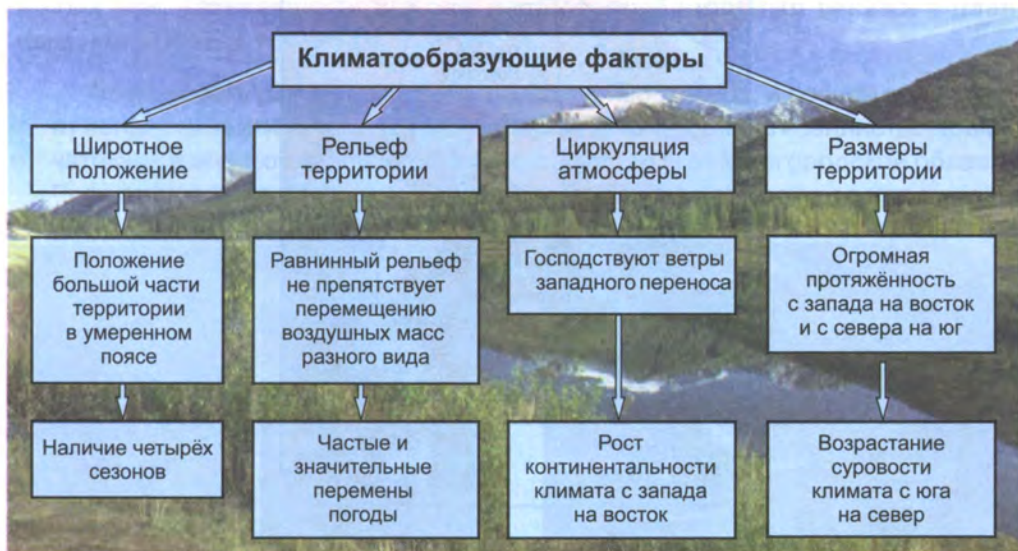 Климатообразующие факторы
Широтное
положение
Положение
большой части
территории
в умеренном
поясе
Наличие четырёх
сезонов
Рельеф
территории
Равнинный рельеф
не препятствует
перемещению
воздушных масс
разного вида
Частые и
значительные
перемены
погоды
Циркуляция
атмосферы
Господствуют ветры
западного переноса
Рост
континентальности
климата с запада
на восток
Размеры
территории
Огромная
протяжённость
с запада на восток
и с севера на юг
Возрастание
суровости
климата с юга
на север